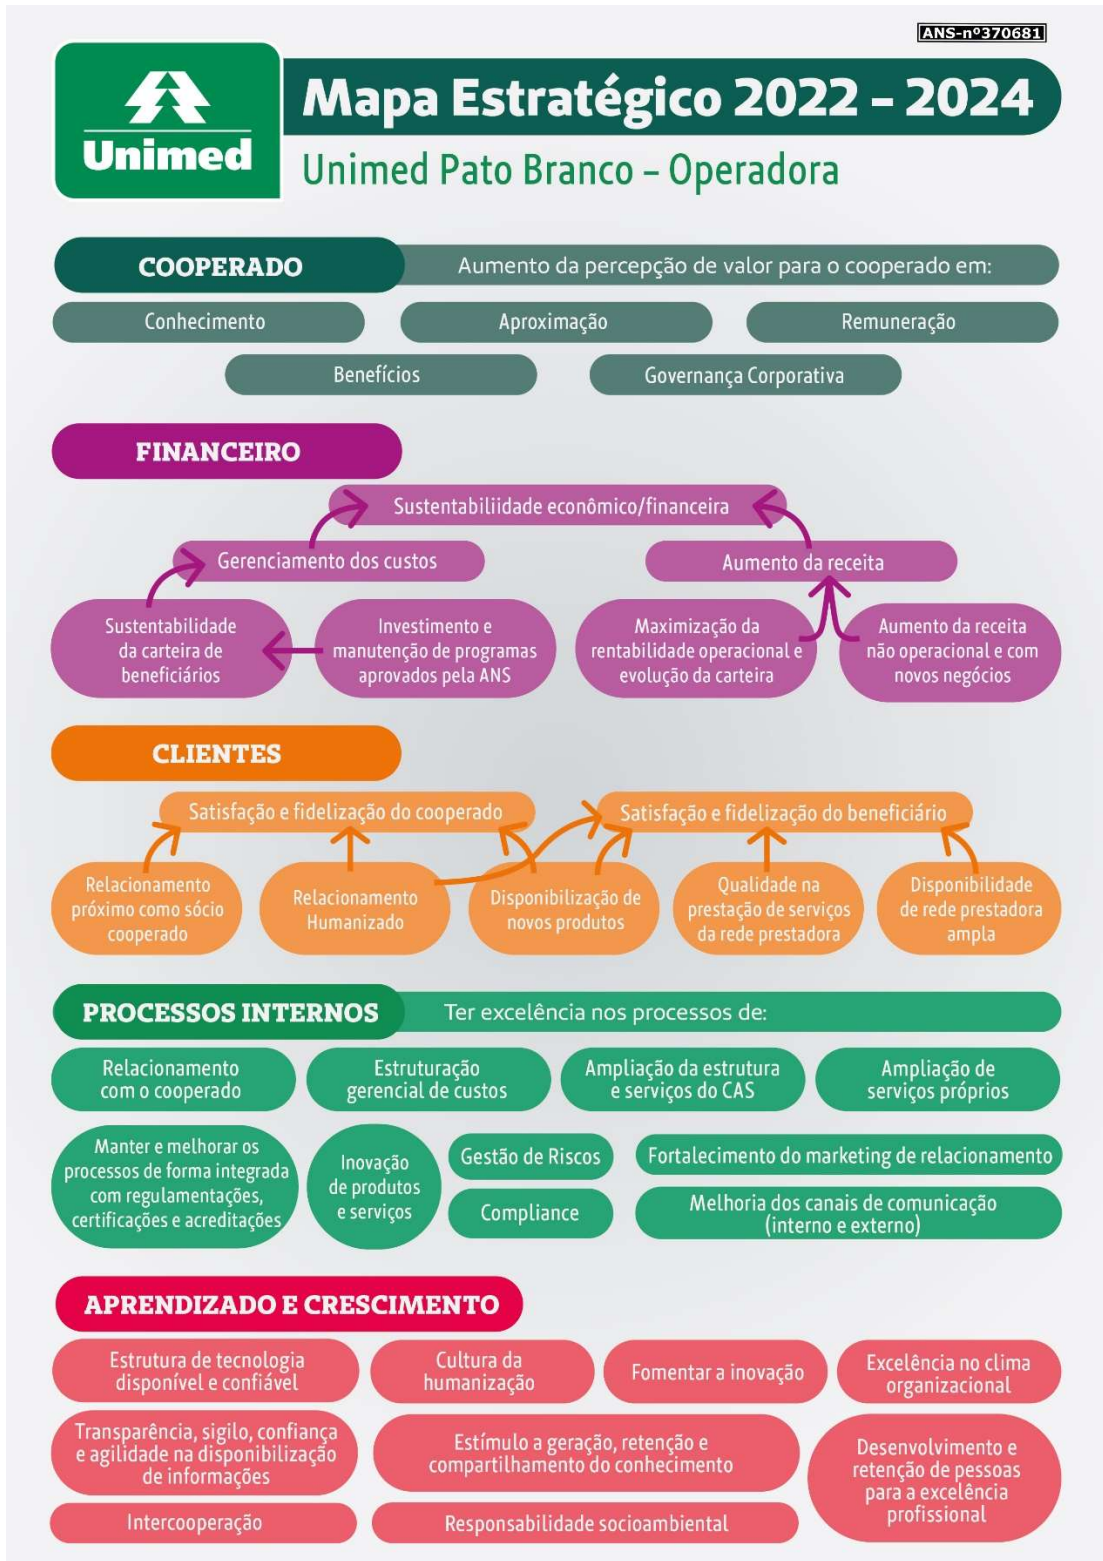 ANS-nº370681
Unimed
Mapa Estratégico 2022 – 2024
Unimed Pato Branco – Operadora
COOPERADO
Aumento da percepção de valor para o cooperado em:
Conhecimento
Aproximação
Remuneração
Benefícios
Governança Corporativa
FINANCEIRO
Sustentabiliidade econômico/financeira
Gerenciamento dos custos
Aumento da receita
Sustentabilidade
da carteira de
beneficiários
Investimento e
manutenção de programas
aprovados pela ANS
Maximização da
rentabilidade operacional e
evolução da carteira
Aumento da receita
não operacional e com
novos negócios
CLIENTES
Satisfação e fidelização do cooperado
Satisfação e fidelização do beneficiário
Relacionamento
próximo como sócio
cooperado
Relacionamento
Humanizado
Disponibilização de
novos produtos
Qualidade na
prestação de serviços
da rede prestadora
Disponibilidade
de rede prestadora
ampla
PROCESSOS INTERNOS
Ter excelência nos processos de:
Relacionamento
com o cooperado
Estruturação
gerencial de custos
Ampliação da estrutura
e serviços do CAS
Ampliação de
serviços próprios
Manter e melhorar os
processos de forma integrada
com regulamentações,
certificações e acreditações
Inovação
de produtos
e serviços
Gestão de Riscos
Compliance
Fortalecimento do marketing de relacionamento
Melhoria dos canais de comunicação
(interno e externo)
APRENDIZADO E CRESCIMENTO
Estrutura de tecnologia
disponível e confiável
Cultura da
humanização
Fomentar a inovação
Excelência no clima
organizacional
Transparência, sigilo, confiança
e agilidade na disponibilização
de informações
Estímulo a geração, retenção e
compartilhamento do conhecimento
Desenvolvimento e
retenção de pessoas
para a excelência
profissional
Intercooperação
Responsabilidade socioambiental